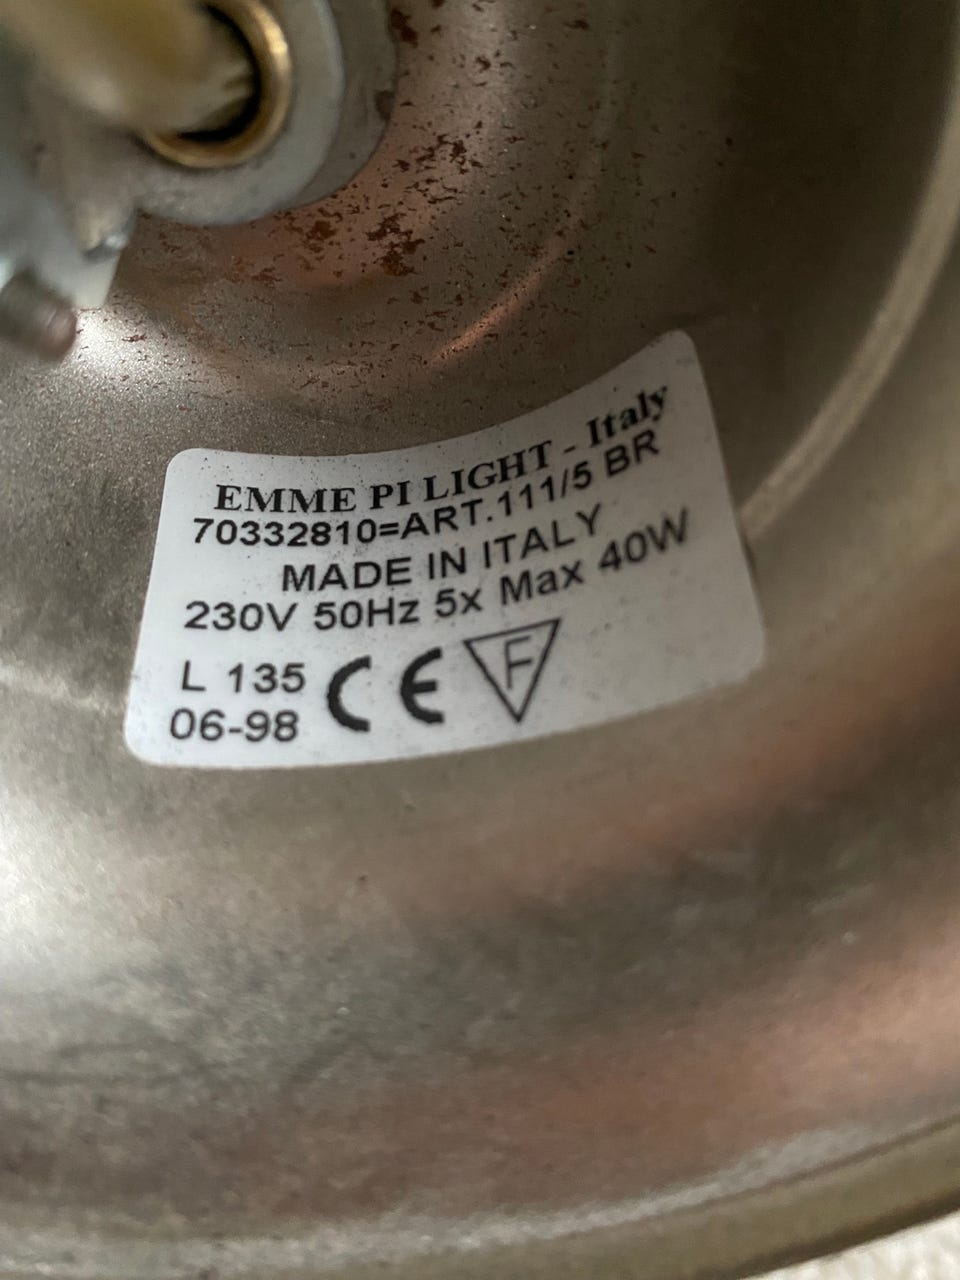 EMME PI LIGHT - Italy
70332810=ART.111/5 BR
MADE IN ITALY
230V 50Hz 5x Max 40W
L 135 CE F
06-98